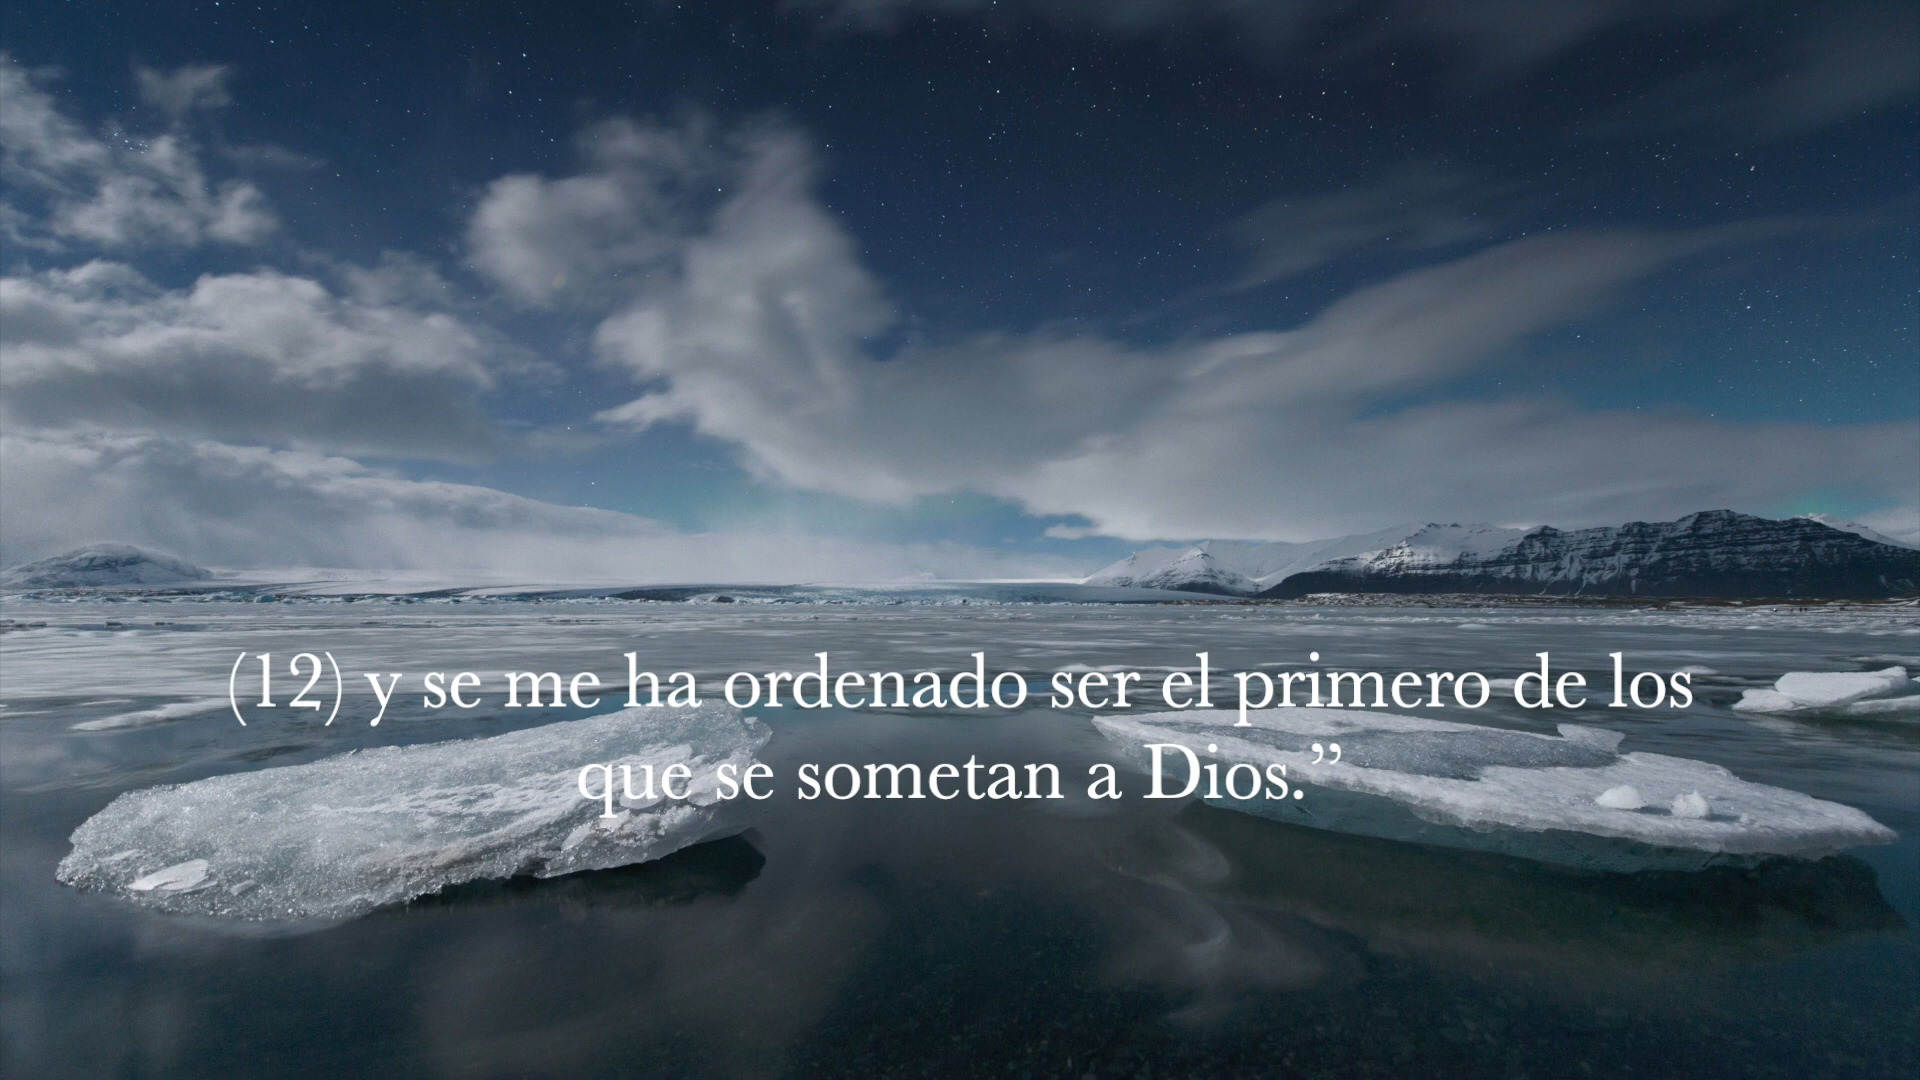 (12) y se me ha ordenado ser el primero de los
que se sometan a Dios.”